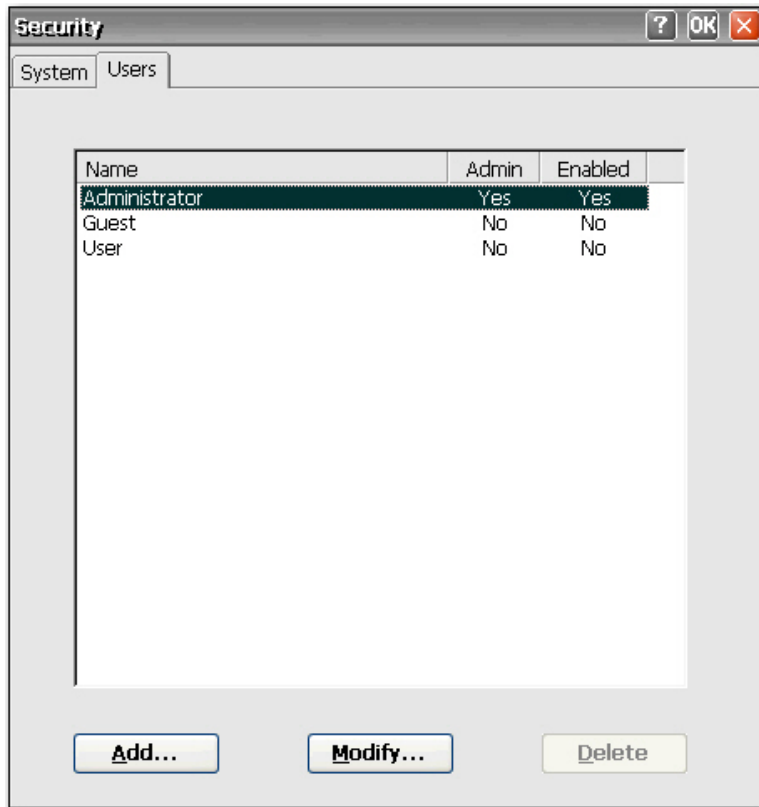 Security ? OK X
System Users
Name Admin Enabled
Administrator Yes Yes
Guest No No
User No No
Add... Modify... Delete